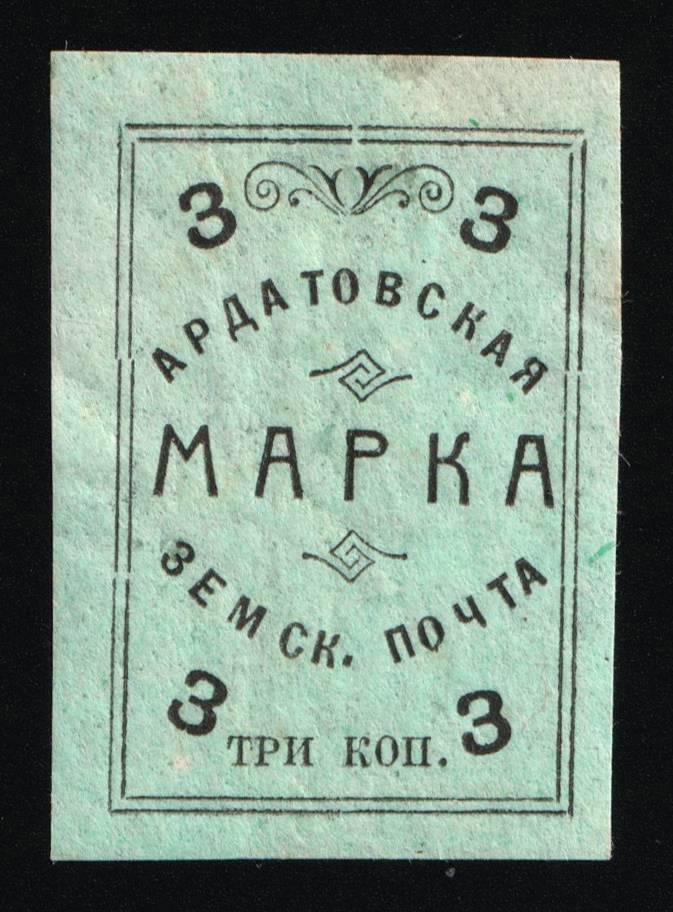 3 3
АРДАТОВСКАЯ
МАРКА
ЗЕМСК. ПОЧТА
3 ТРИ КОП. 3